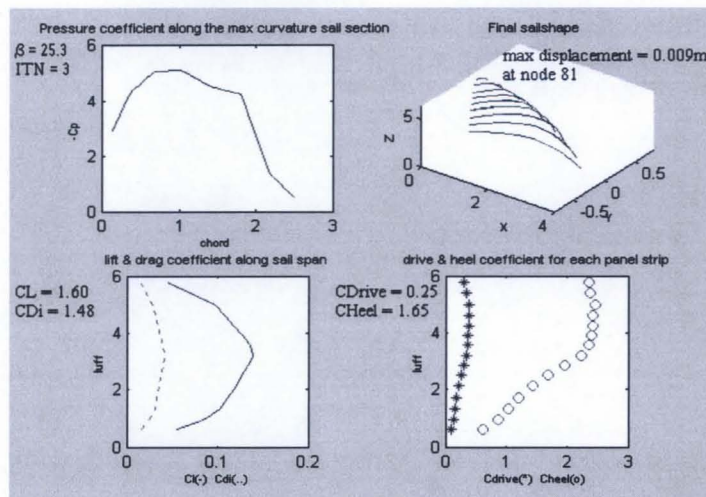 Pressure coefficient along the max curvature sail section
β = 25.3
ITN = 3
6
4
2
0
-Cp
0 1 2 3
chord
Final sailshape
max displacement = 0.009m
at node 81
5
0
Z
0
2
4
X
-0.5
0
0.5
Y
lift & drag coefficient along sail span
CL = 1.60
CDi = 1.48
6
4
2
0
luff
0 0.1 0.2
Cl(-) Cdi(..)
drive & heel coefficient for each panel strip
CDrive = 0.25
CHeel = 1.65
6
4
2
0
luff
0 1 2 3
Cdrive(*) Cheel(o)